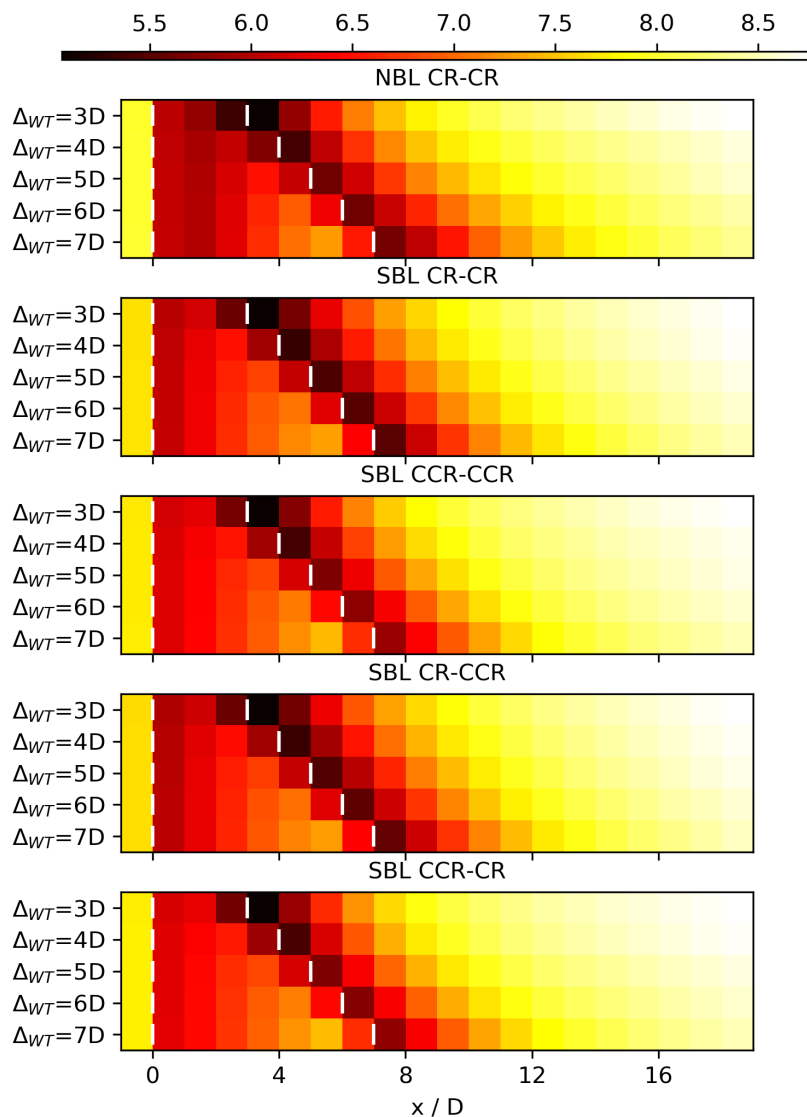 5.5 6.0 6.5 7.0 7.5 8.0 8.5
NBL CR-CR
Δ_WT=3D
Δ_WT=4D
Δ_WT=5D
Δ_WT=6D
Δ_WT=7D
SBL CR-CR
Δ_WT=3D
Δ_WT=4D
Δ_WT=5D
Δ_WT=6D
Δ_WT=7D
SBL CCR-CCR
Δ_WT=3D
Δ_WT=4D
Δ_WT=5D
Δ_WT=6D
Δ_WT=7D
SBL CR-CCR
Δ_WT=3D
Δ_WT=4D
Δ_WT=5D
Δ_WT=6D
Δ_WT=7D
SBL CCR-CR
Δ_WT=3D
Δ_WT=4D
Δ_WT=5D
Δ_WT=6D
Δ_WT=7D
0 4 8 12 16
x / D